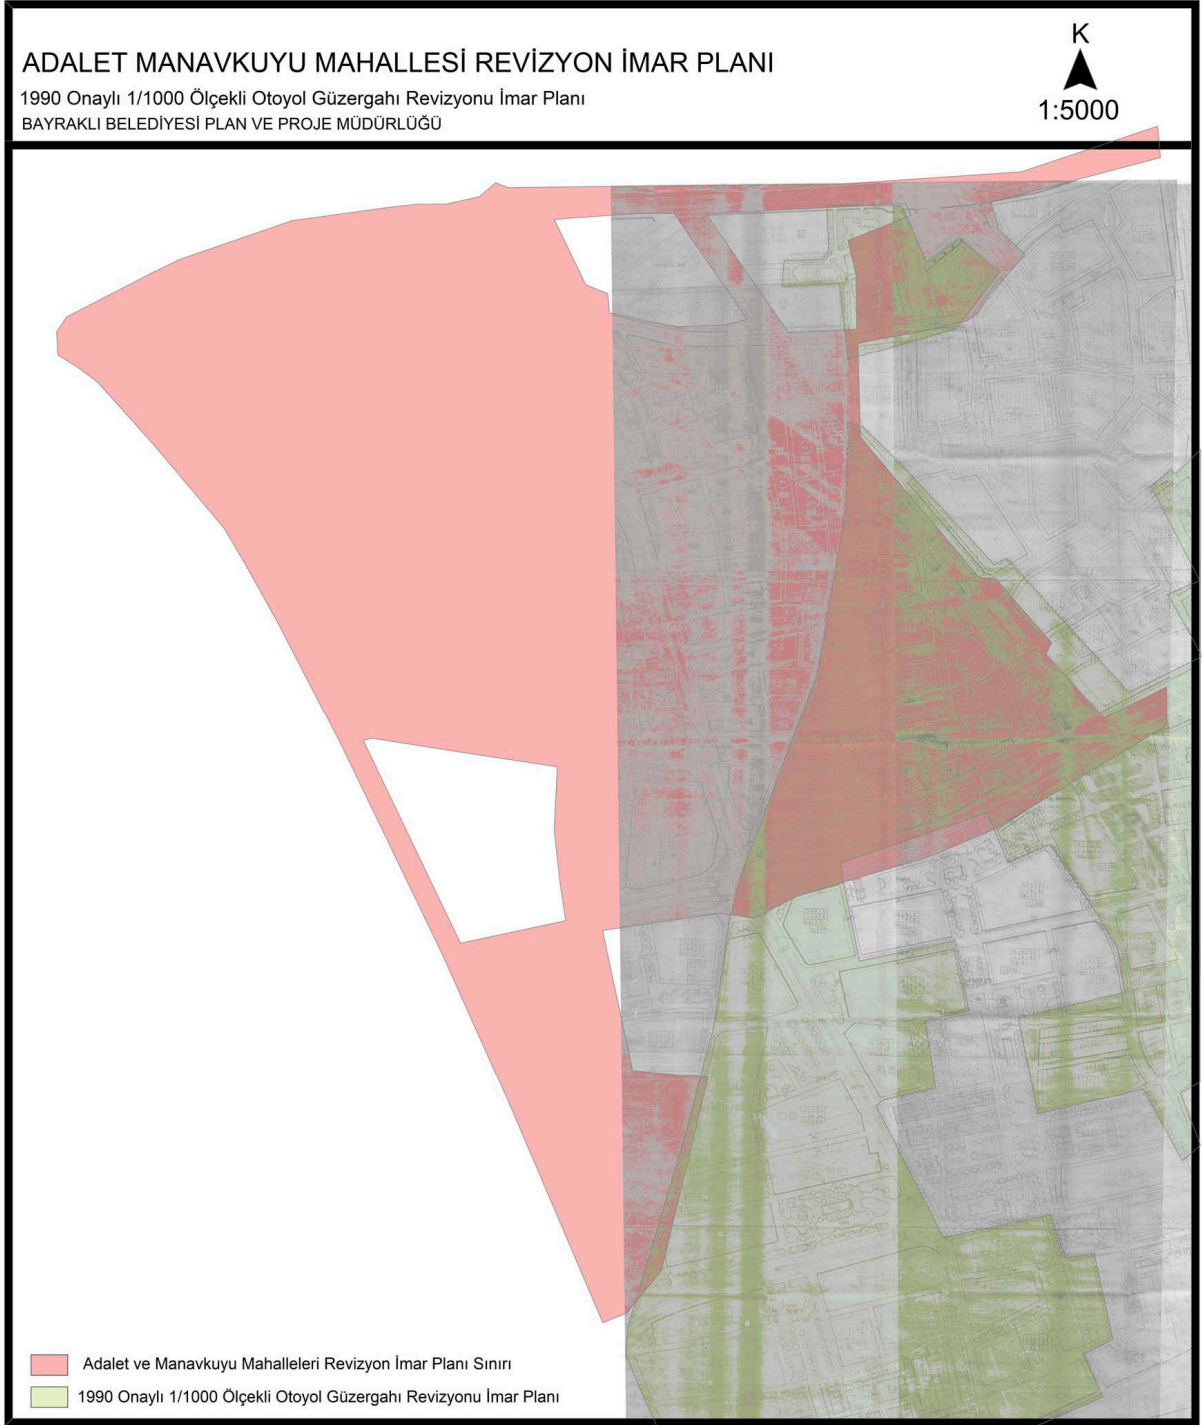 ADALET MANAVKUYU MAHALLESİ REVİZYON İMAR PLANI
1990 Onaylı 1/1000 Ölçekli Otoyol Güzergahı Revizyonu İmar Planı
BAYRAKLI BELEDİYESİ PLAN VE PROJE MÜDÜRLÜĞÜ
K
1:5000
Adalet ve Manavkuyu Mahalleleri Revizyon İmar Planı Sınırı
1990 Onaylı 1/1000 Ölçekli Otoyol Güzergahı Revizyonu İmar Planı